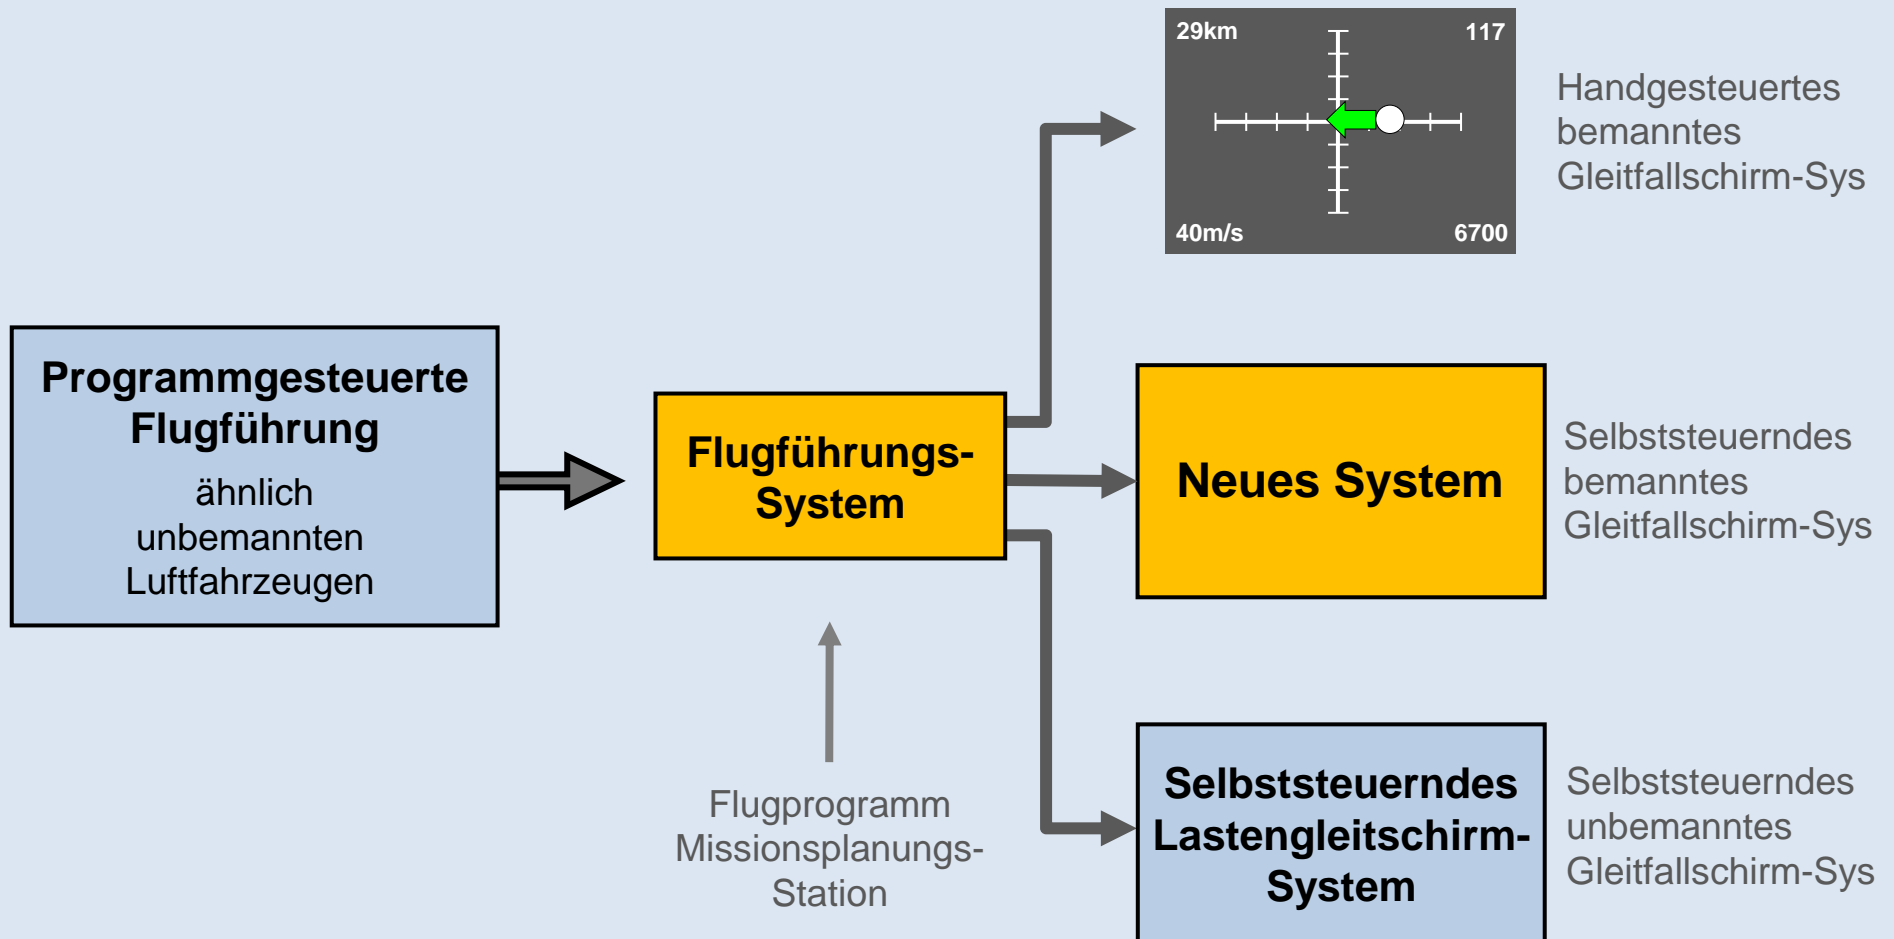 29km
117
40m/s
6700
Handgesteuertes
bemanntes
Gleitfallschirm-Sys
Programmgesteuerte
Flugführung
ähnlich
unbemannten
Luftfahrzeugen
Flugführungs-
System
Neues System
Selbststeuerndes
bemanntes
Gleitfallschirm-Sys
Flugprogramm
Missionsplanungs-
Station
Selbststeuerndes
Lastengleitschirm-
System
Selbststeuerndes
unbemanntes
Gleitfallschirm-Sys